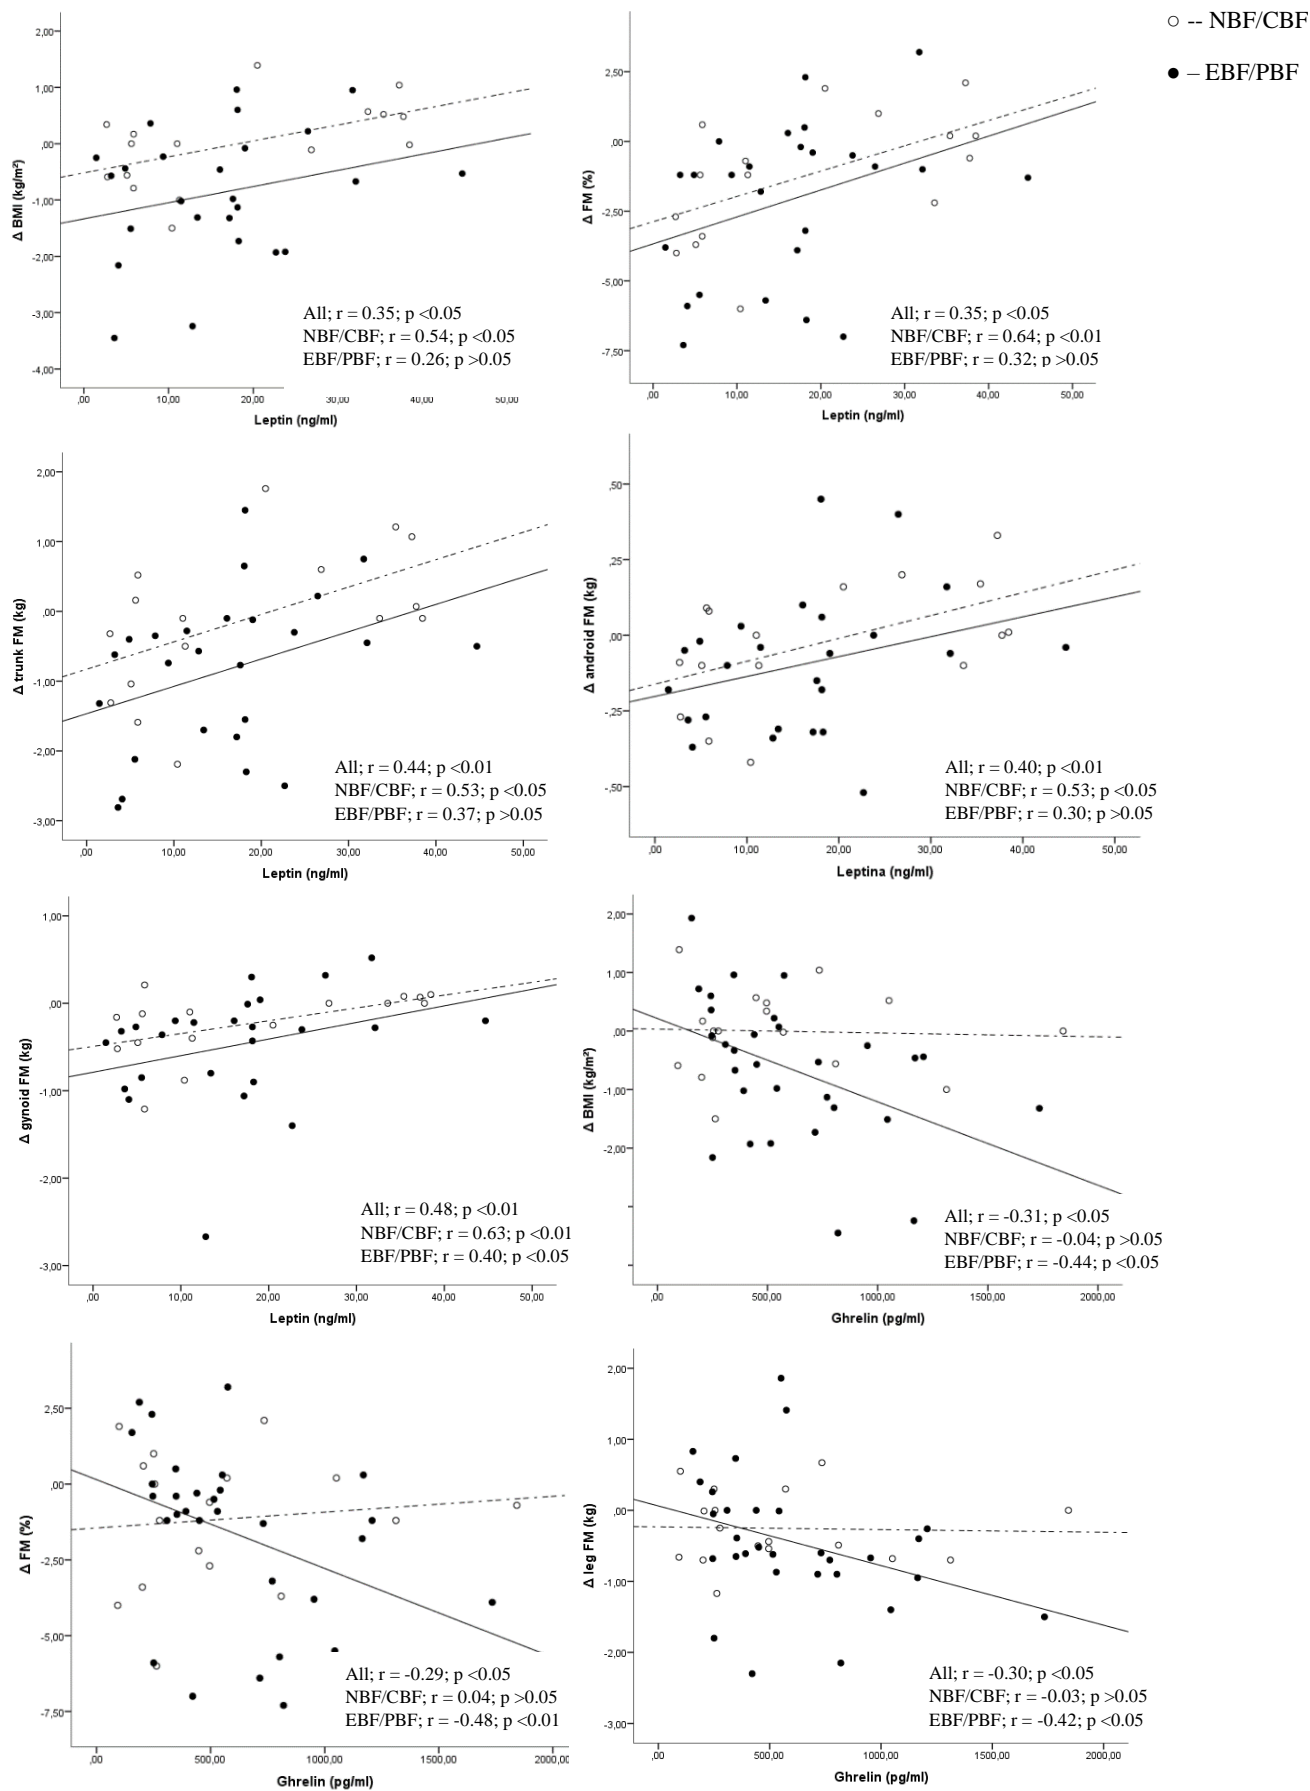 ○ -- NBF/CBF
● – EBF/PBF
2,00
1,00
,00
-1,00
-2,00
-3,00
-4,00
Δ BMI (kg/m²)
All; r = 0.35; p <0.05
NBF/CBF; r = 0.54; p <0.05
EBF/PBF; r = 0.26; p >0.05
,00 10,00 20,00 30,00 40,00 50,00
Leptin (ng/ml)
2,50
,00
-2,50
-5,00
-7,50
Δ FM (%)
All; r = 0.35; p <0.05
NBF/CBF; r = 0.64; p <0.01
EBF/PBF; r = 0.32; p >0.05
,00 10,00 20,00 30,00 40,00 50,00
Leptin (ng/ml)
2,00
1,00
,00
-1,00
-2,00
-3,00
Δ trunk FM (kg)
All; r = 0.44; p <0.01
NBF/CBF; r = 0.53; p <0.05
EBF/PBF; r = 0.37; p >0.05
,00 10,00 20,00 30,00 40,00 50,00
Leptin (ng/ml)
,50
,25
,00
-,25
-,50
Δ android FM (kg)
All; r = 0.40; p <0.01
NBF/CBF; r = 0.53; p <0.05
EBF/PBF; r = 0.30; p >0.05
,00 10,00 20,00 30,00 40,00 50,00
Leptina (ng/ml)
1,00
,00
-1,00
-2,00
-3,00
Δ gynoid FM (kg)
All; r = 0.48; p <0.01
NBF/CBF; r = 0.63; p <0.01
EBF/PBF; r = 0.40; p <0.05
,00 10,00 20,00 30,00 40,00 50,00
Leptin (ng/ml)
2,00
1,00
,00
-1,00
-2,00
Δ BMI (kg/m²)
All; r = -0.31; p <0.05
NBF/CBF; r = -0.04; p >0.05
EBF/PBF; r = -0.44; p <0.05
,00 500,00 1000,00 1500,00 2000,00
Ghrelin (pg/ml)
2,50
,00
-2,50
-5,00
-7,50
Δ FM (%)
All; r = -0.29; p <0.05
NBF/CBF; r = 0.04; p >0.05
EBF/PBF; r = -0.48; p <0.01
,00 500,00 1000,00 1500,00 2000,00
Ghrelin (pg/ml)
2,00
1,00
,00
-1,00
-2,00
-3,00
Δ leg FM (kg)
All; r = -0.30; p <0.05
NBF/CBF; r = -0.03; p >0.05
EBF/PBF; r = -0.42; p <0.05
,00 500,00 1000,00 1500,00 2000,00
Ghrelin (pg/ml)